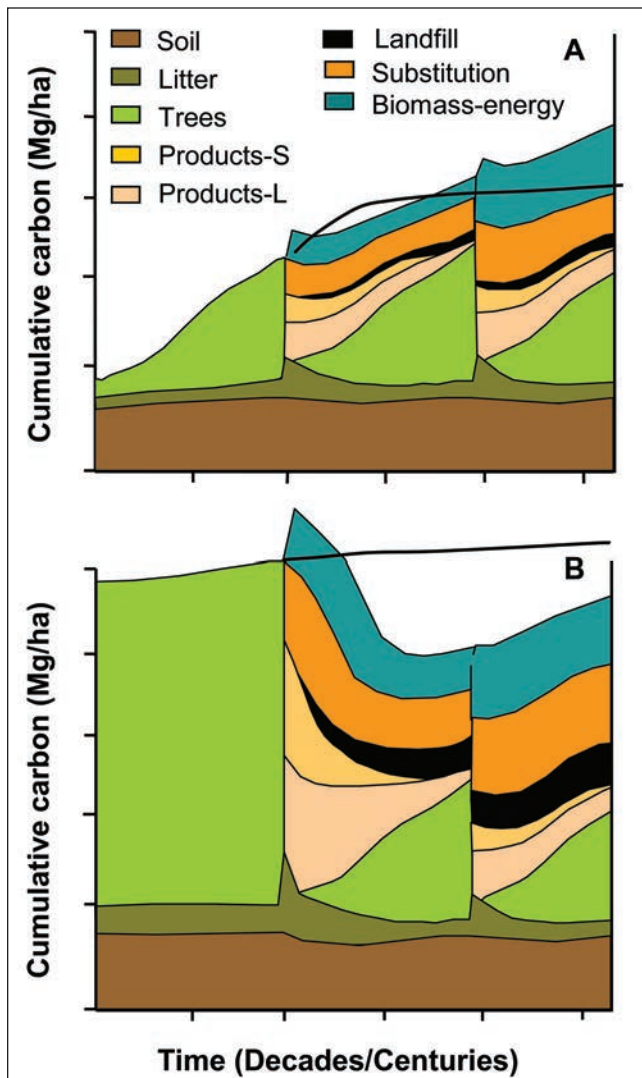 Soil
Litter
Trees
Products-S
Products-L
Landfill
Substitution
Biomass-energy
A
Cumulative carbon (Mg/ha)
B
Cumulative carbon (Mg/ha)
Time (Decades/Centuries)